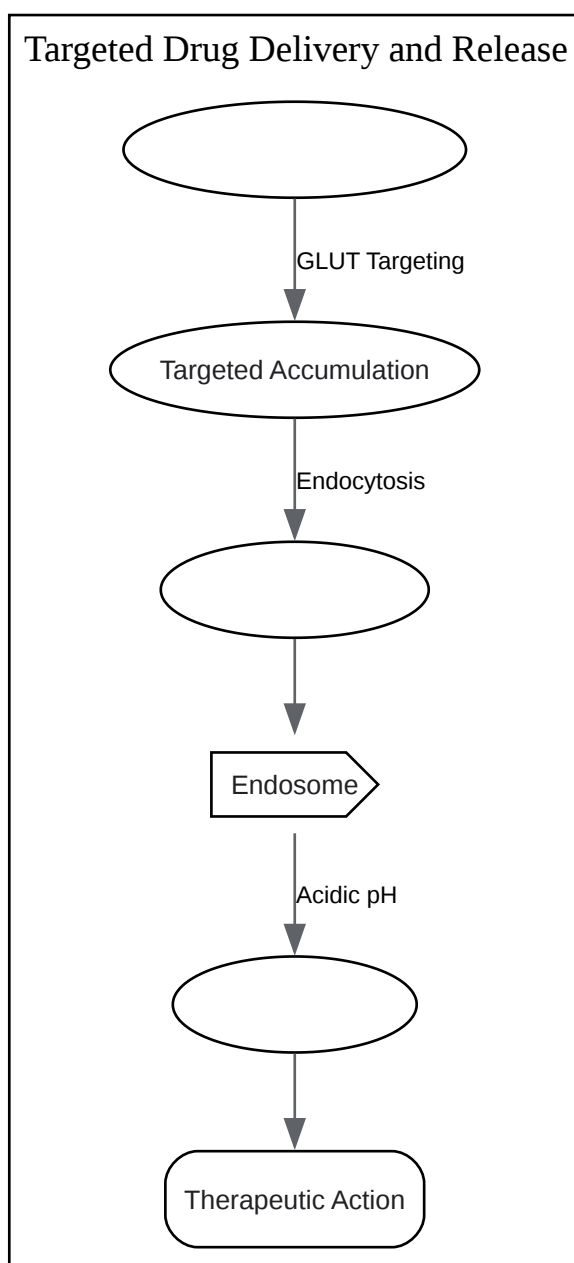 Targeted Drug Delivery and Release
GLUT Targeting
Targeted Accumulation
Endocytosis
Endosome
Acidic pH
Therapeutic Action